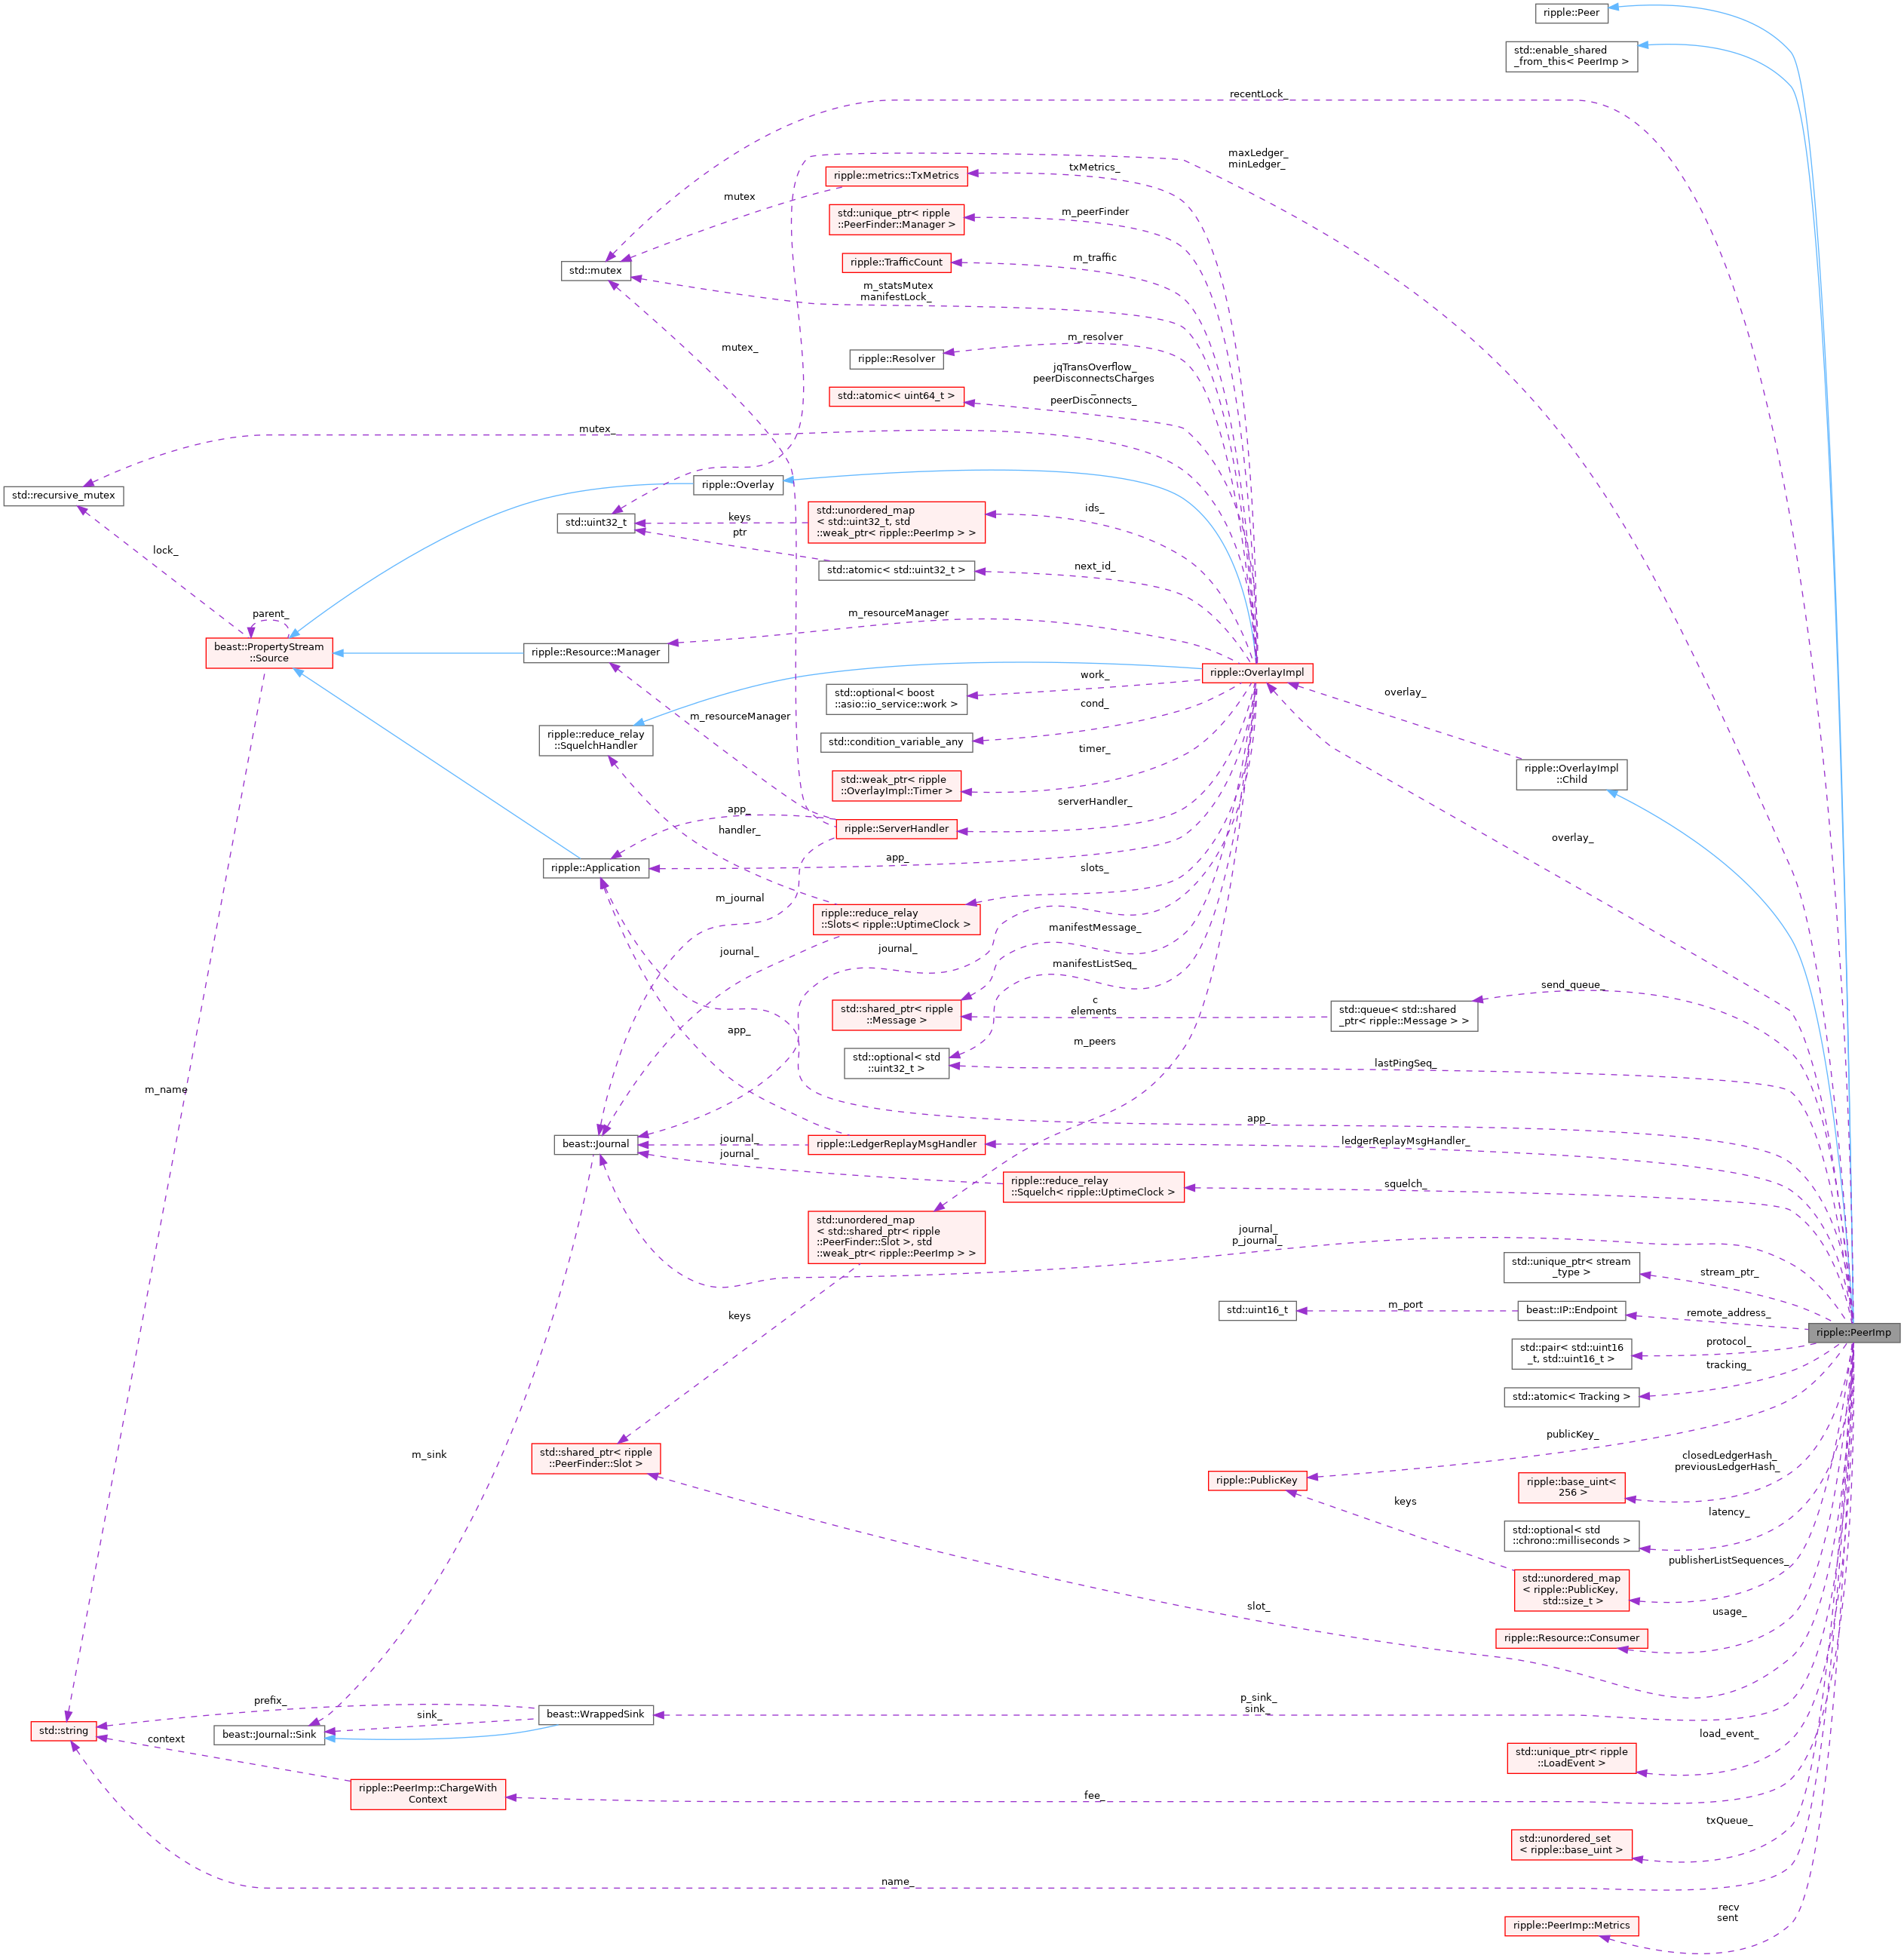 ripple::Peer
std::enable_shared
_from_this< PeerImp >
recentLock_
maxLedger_
minLedger_
txMetrics_
ripple::metrics::TxMetrics
mutex
std::unique_ptr< ripple
::PeerFinder::Manager >
m_peerFinder
ripple::TrafficCount
m_traffic
std::mutex
m_statsMutex
manifestLock_
mutex_
ripple::Resolver
m_resolver
std::atomic< uint64_t >
jqTransOverflow_
peerDisconnectsCharges
_
peerDisconnects_
mutex_
std::recursive_mutex
lock_
ripple::Overlay
std::uint32_t
keys
ptr
std::unordered_map
< std::uint32_t, std
::weak_ptr< ripple::PeerImp > >
ids_
std::atomic< std::uint32_t >
next_id_
parent_
beast::PropertyStream
::Source
ripple::Resource::Manager
m_resourceManager
ripple::OverlayImpl
overlay_
std::optional< boost
::asio::io_service::work >
work_
m_resourceManager
ripple::reduce_relay
::SquelchHandler
std::condition_variable_any
cond_
std::weak_ptr< ripple
::OverlayImpl::Timer >
timer_
ripple::OverlayImpl
::Child
app_
handler_
ripple::ServerHandler
serverHandler_
overlay_
ripple::Application
app_
slots_
m_journal
ripple::reduce_relay
::Slots< ripple::UptimeClock >
journal_
journal_
manifestMessage_
manifestListSeq_
std::shared_ptr< ripple
::Message >
c
elements
std::queue< std::shared
_ptr< ripple::Message > >
send_queue_
app_
std::optional< std
::uint32_t >
m_peers
lastPingSeq_
m_name
app_
beast::Journal
journal_
journal_
ripple::LedgerReplayMsgHandler
ledgerReplayMsgHandler_
ripple::reduce_relay
::Squelch< ripple::UptimeClock >
squelch_
std::unordered_map
< std::shared_ptr< ripple
::PeerFinder::Slot >, std
::weak_ptr< ripple::PeerImp > >
journal_
p_journal_
std::unique_ptr< stream
_type >
stream_ptr_
keys
std::uint16_t
m_port
beast::IP::Endpoint
remote_address_
ripple::PeerImp
std::pair< std::uint16
_t, std::uint16_t >
protocol_
std::atomic< Tracking >
tracking_
m_sink
std::shared_ptr< ripple
::PeerFinder::Slot >
publicKey_
ripple::PublicKey
keys
closedLedgerHash_
previousLedgerHash_
ripple::base_uint<
256 >
latency_
std::optional< std
::chrono::milliseconds >
publisherListSequences_
std::unordered_map
< ripple::PublicKey,
std::size_t >
slot_
usage_
ripple::Resource::Consumer
std::string
prefix_
beast::Journal::Sink
sink_
beast::WrappedSink
p_sink_
sink_
context
load_event_
std::unique_ptr< ripple
::LoadEvent >
ripple::PeerImp::ChargeWith
Context
fee_
txQueue_
std::unordered_set
< ripple::base_uint >
name_
recv
sent
ripple::PeerImp::Metrics